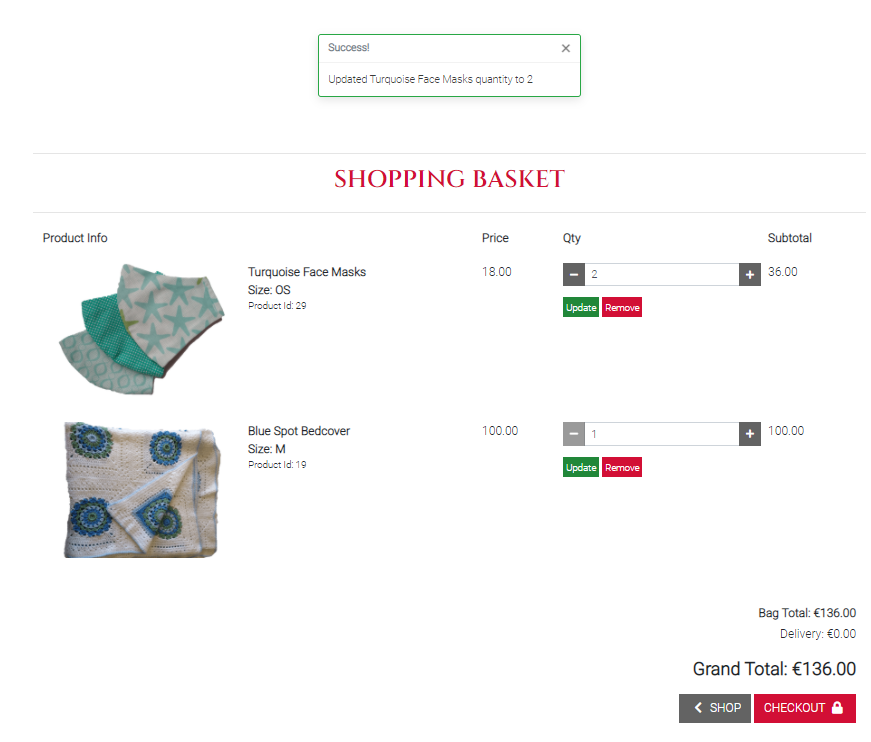 Success! ×
Updated Turquoise Face Masks quantity to 2
SHOPPING BASKET
Product Info Price Qty Subtotal
Turquoise Face Masks 18.00 − 2 + 36.00
Size: OS
Product Id: 29
Update Remove
Blue Spot Bedcover 100.00 − 1 + 100.00
Size: M
Product Id: 19
Update Remove
Bag Total: €136.00
Delivery: €0.00
Grand Total: €136.00
SHOP CHECKOUT